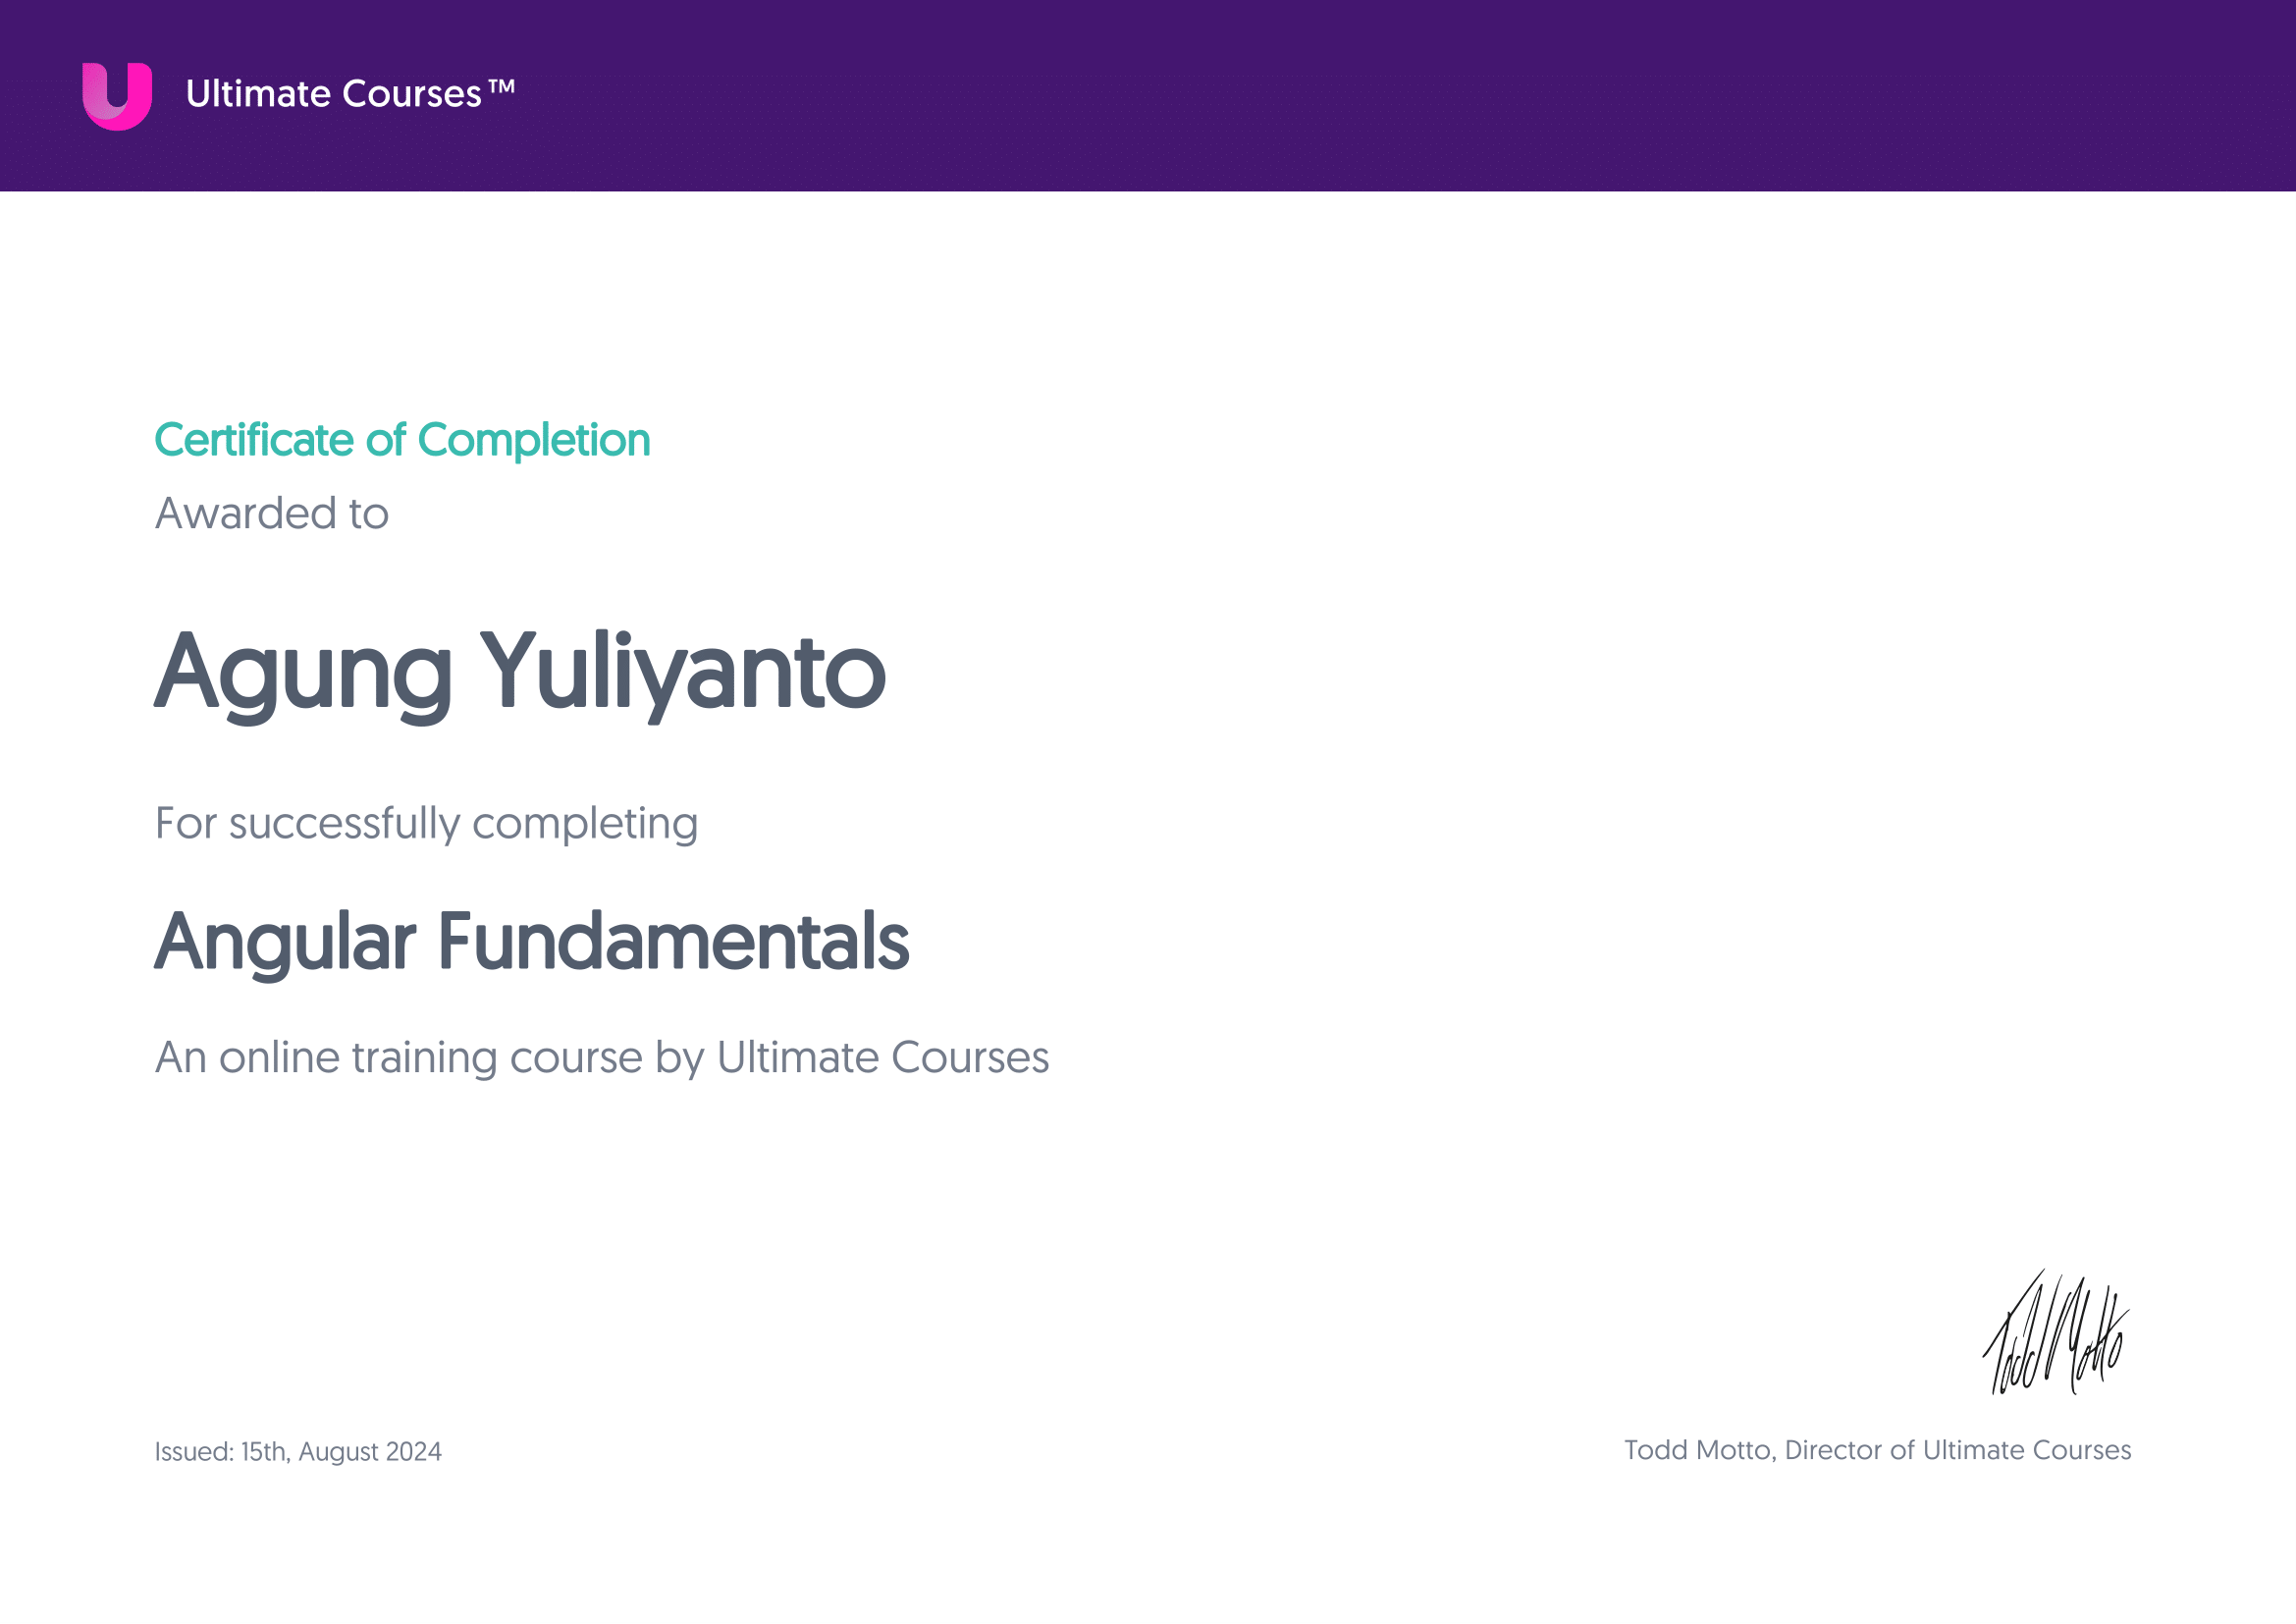 Ultimate Courses™
Certificate of Completion
Awarded to
Agung Yuliyanto
For successfully completing
Angular Fundamentals
An online training course by Ultimate Courses
Todd Motto
Issued: 15th, August 2024
Todd Motto, Director of Ultimate Courses